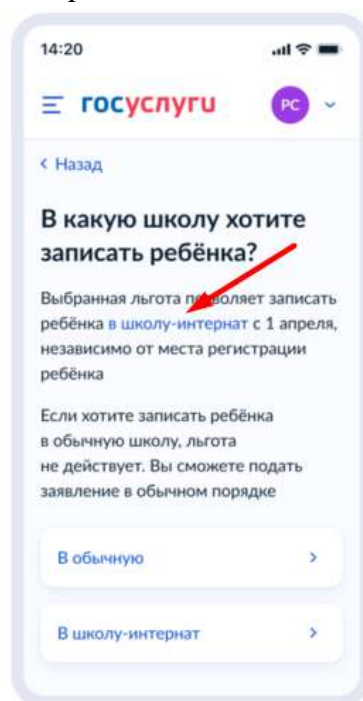 14:20
госуслуги
РС
Назад
В какую школу хотите
записать ребёнка?
Выбранная льгота позволяет записать
ребёнка в школу-интернат с 1 апреля,
независимо от места регистрации
ребёнка
Если хотите записать ребёнка
в обычную школу, льгота
не действует. Вы сможете подать
заявление в обычном порядке
В обычную
В школу-интернат